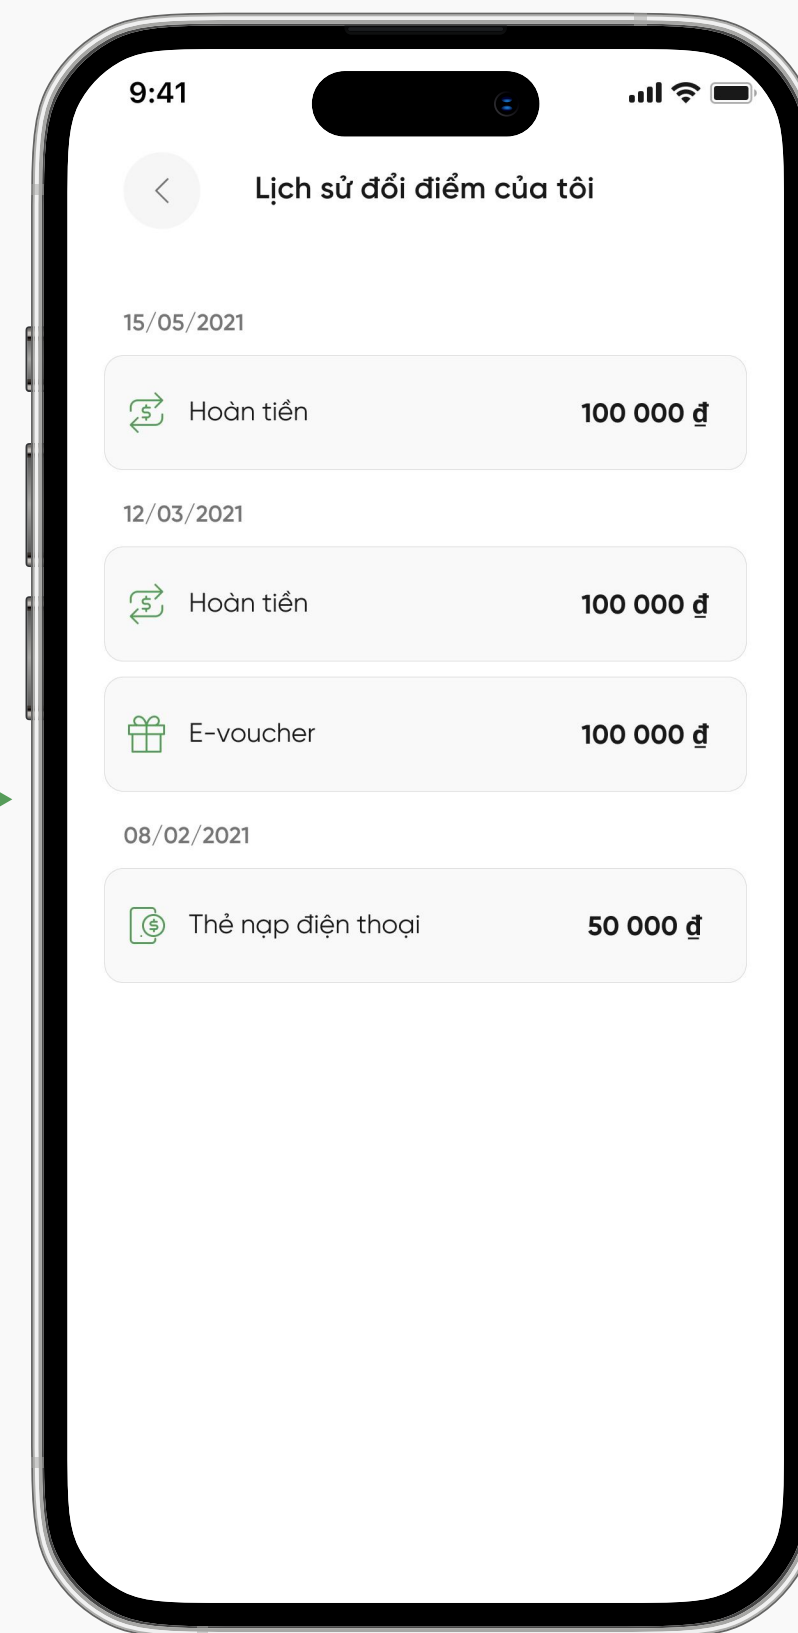 9:41
Lịch sử đổi điểm của tôi
15/05/2021
Hoàn tiền 100 000 ₫
12/03/2021
Hoàn tiền 100 000 ₫
E-voucher 100 000 ₫
08/02/2021
Thẻ nạp điện thoại 50 000 ₫